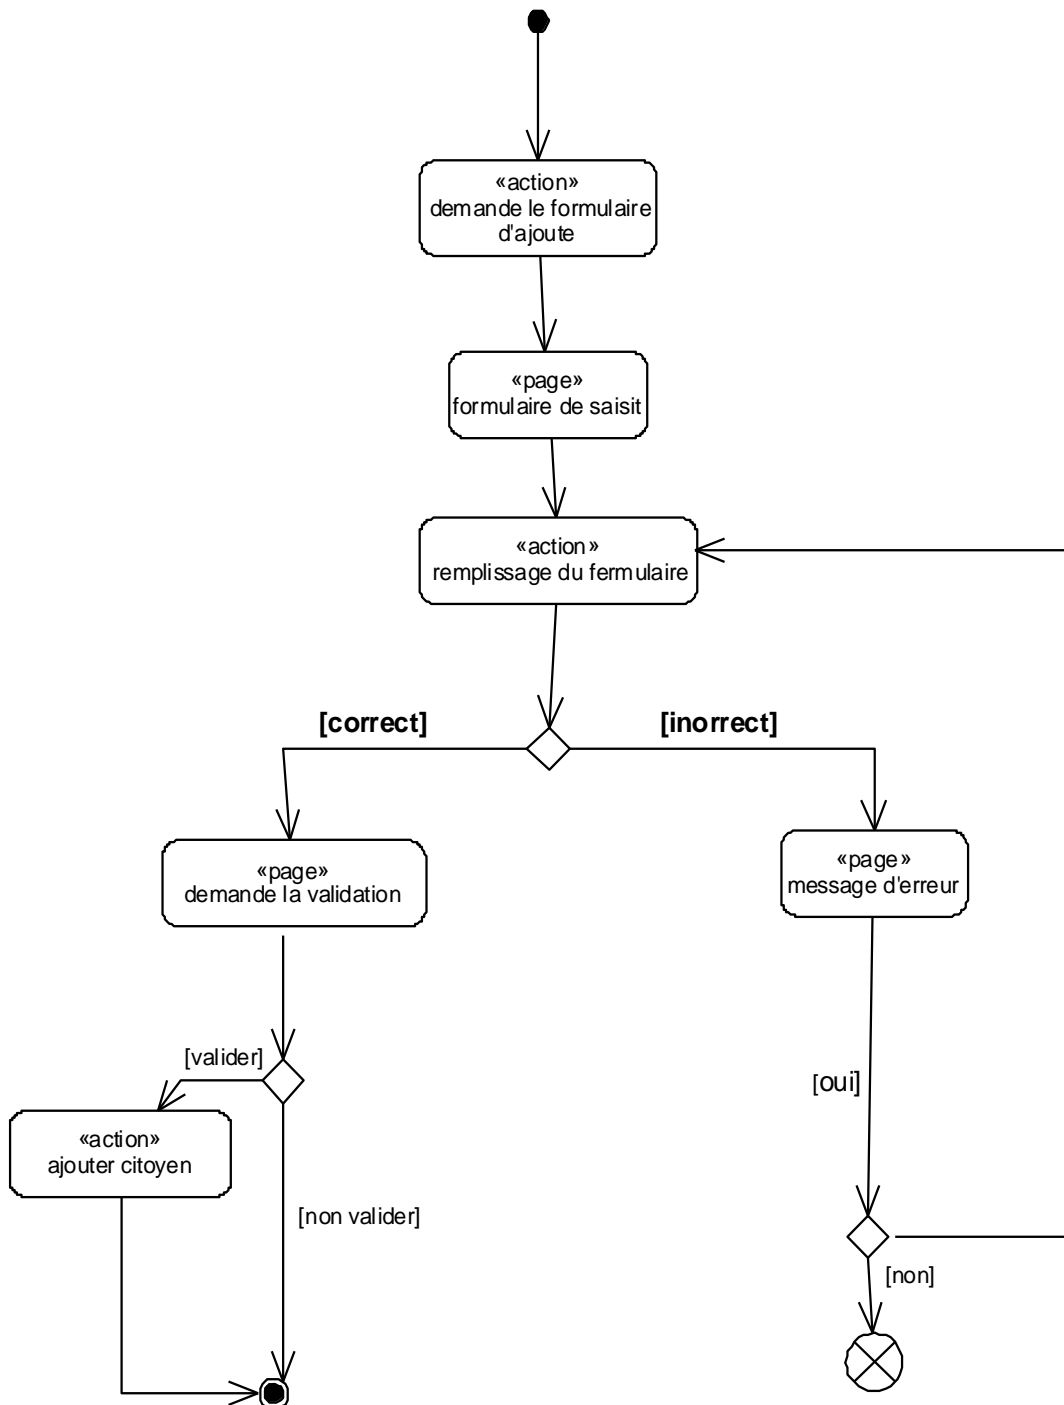 «action»
demande le formulaire
d'ajoute
«page»
formulaire de saisit
«action»
remplissage du fermulaire
[correct]
[inorrect]
«page»
demande la validation
«page»
message d'erreur
[valider]
[oui]
«action»
ajouter citoyen
[non valider]
[non]